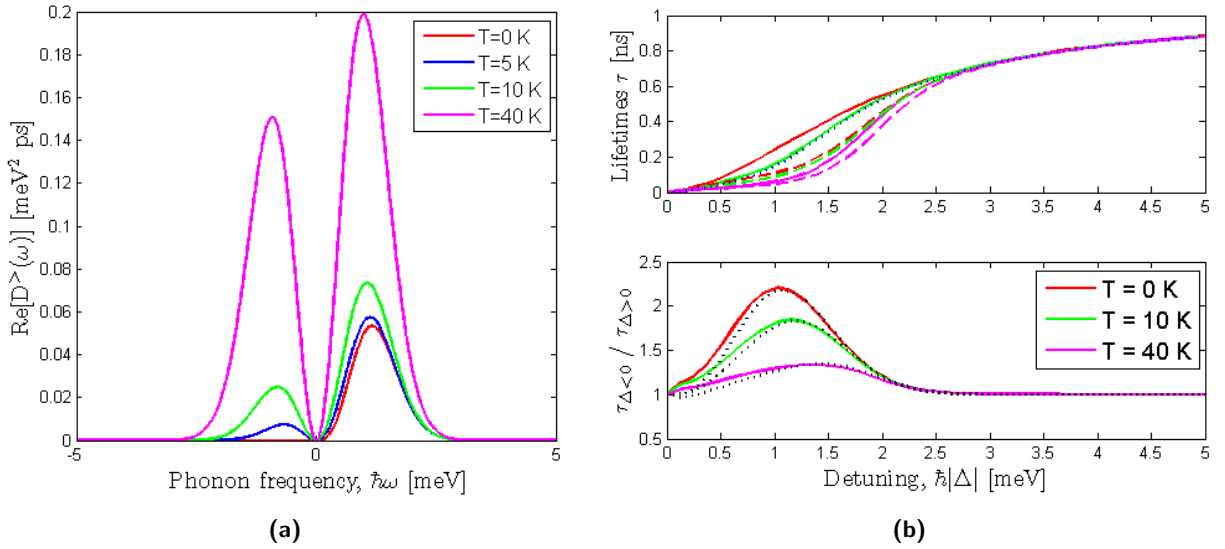 0.2
0.18
0.16
0.14
0.12
0.1
0.08
0.06
0.04
0.02
0
-5
0
5
Re[D^>(ω)] [meV² ps]
Phonon frequency, ħω [meV]
T=0 K
T=5 K
T=10 K
T=40 K
(a)
1
0.8
0.6
0.4
0.2
0
0 0.5 1 1.5 2 2.5 3 3.5 4 4.5 5
Lifetimes τ [ns]
2.5
2
1.5
1
0.5
0 0.5 1 1.5 2 2.5 3 3.5 4 4.5 5
τ_Δ<0 / τ_Δ>0
Detuning, ħ|Δ| [meV]
T = 0 K
T = 10 K
T = 40 K
(b)